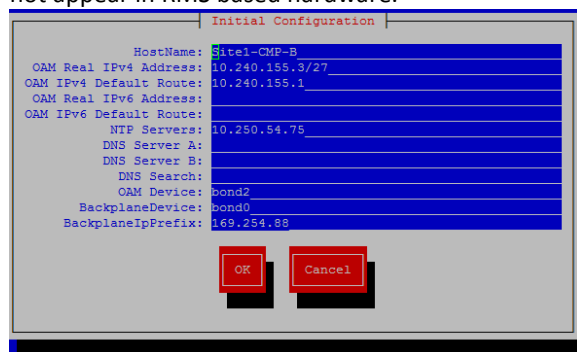 not appear in RMS based hardware.
Initial Configuration
HostName: Site1-CMP-B
OAM Real IPv4 Address: 10.240.155.3/27
OAM IPv4 Default Route: 10.240.155.1
OAM Real IPv6 Address:
OAM IPv6 Default Route:
NTP Servers: 10.250.54.75
DNS Server A:
DNS Server B:
DNS Search:
OAM Device: bond2
BackplaneDevice: bond0
BackplaneIpPrefix: 169.254.88
OK Cancel